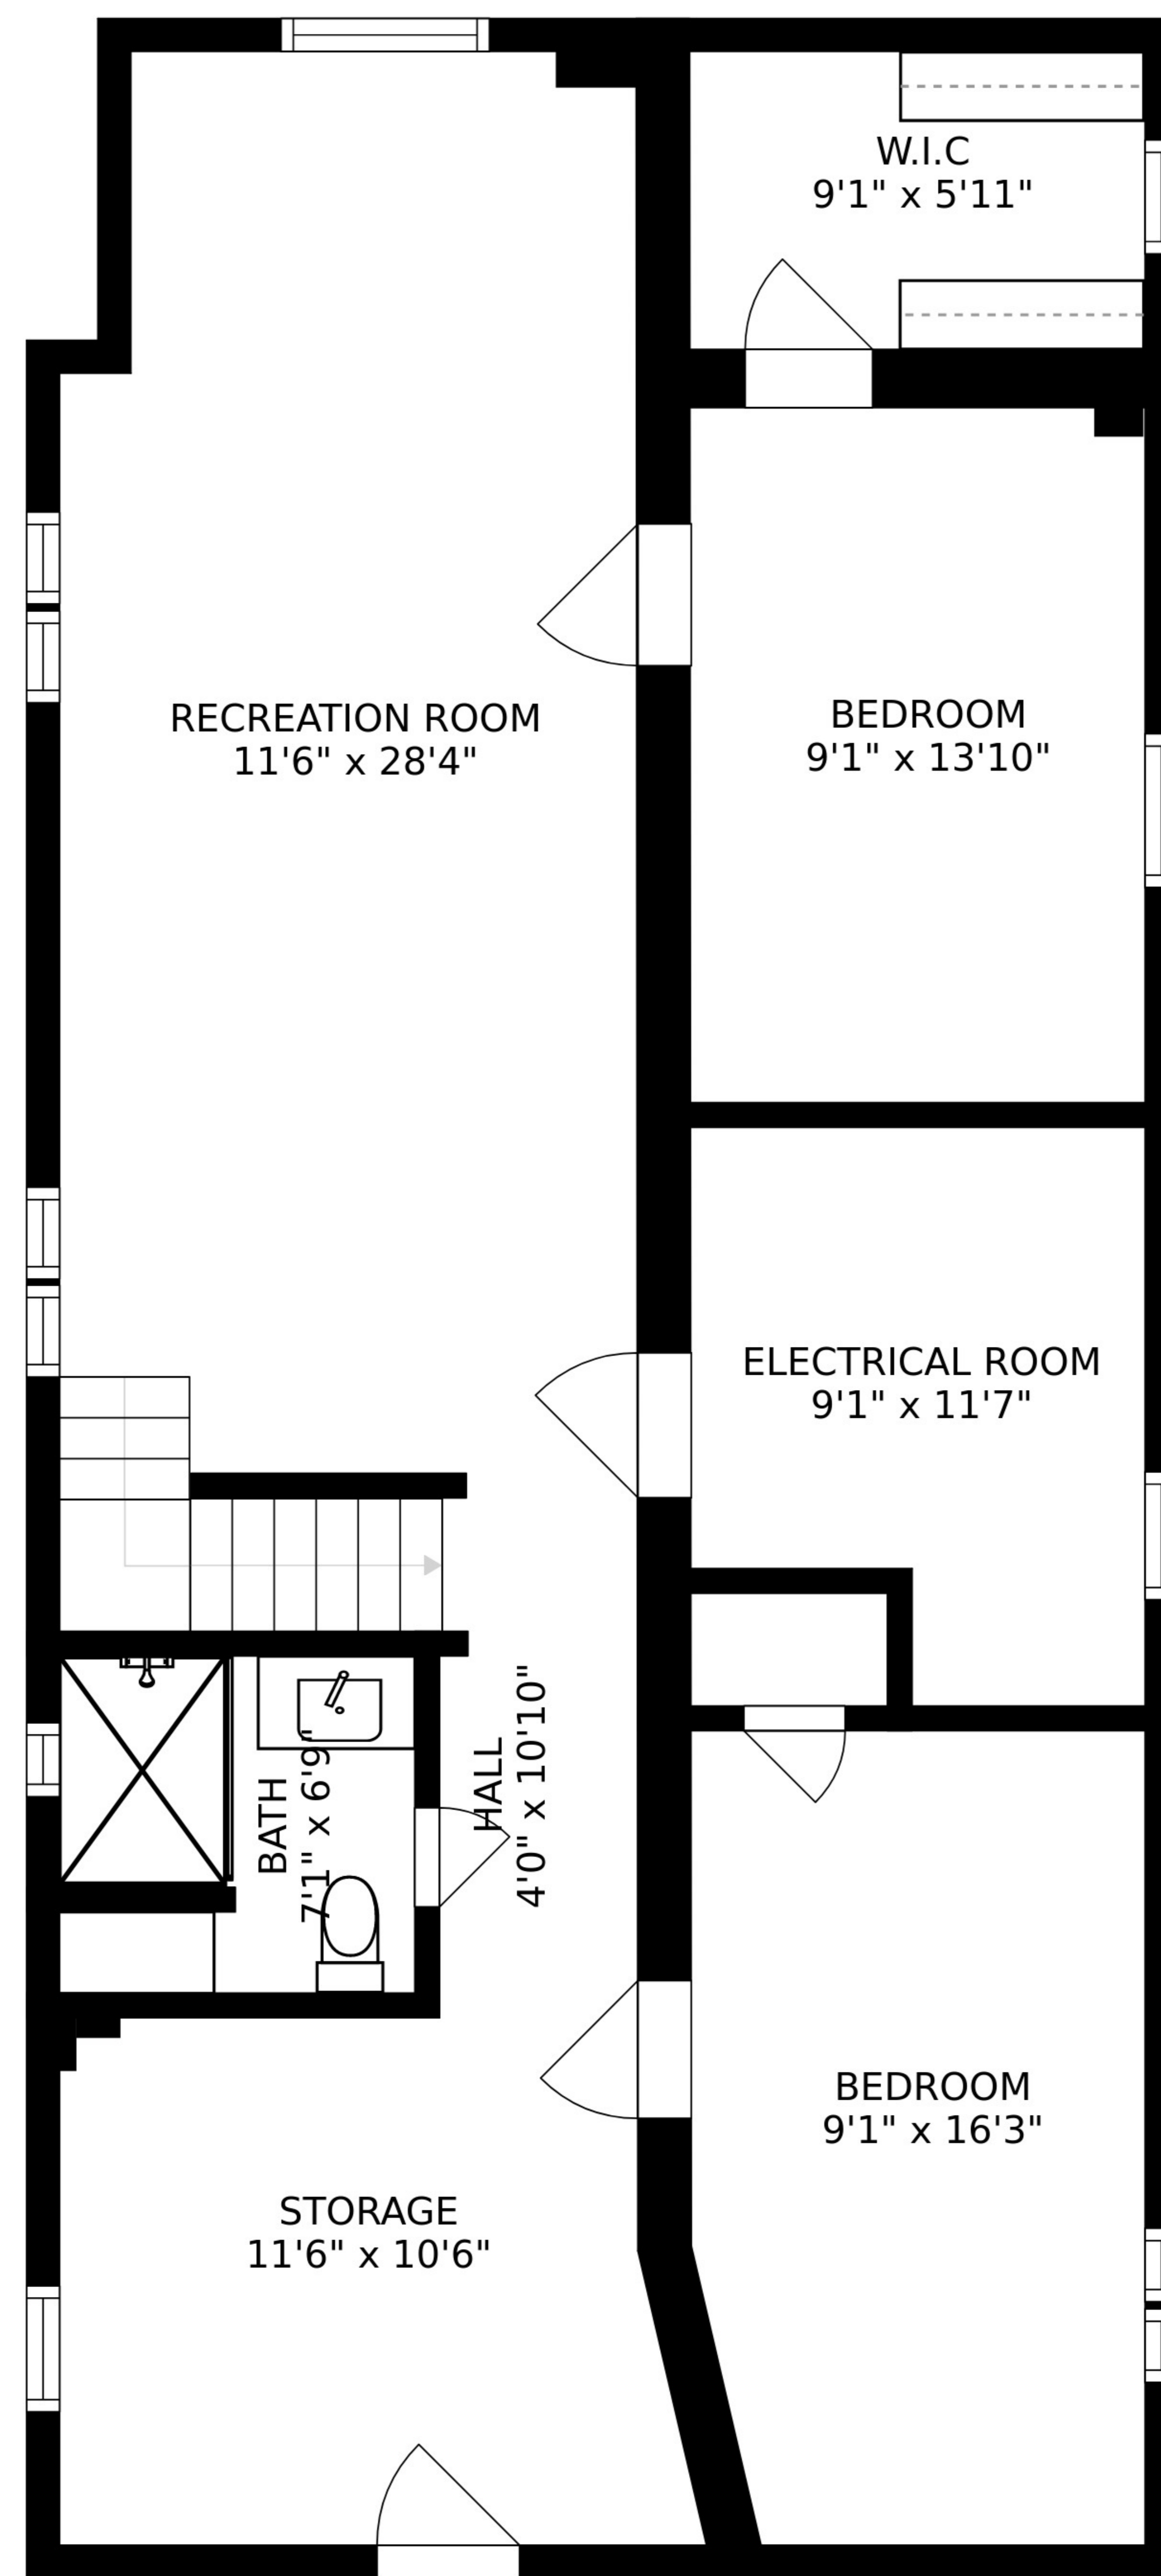 W.I.C
9'1" x 5'11"
RECREATION ROOM
11'6" x 28'4"
BEDROOM
9'1" x 13'10"
ELECTRICAL ROOM
9'1" x 11'7"
BATH
7'1" x 6'9"
HALL
4'0" x 10'10"
BEDROOM
9'1" x 16'3"
STORAGE
11'6" x 10'6"